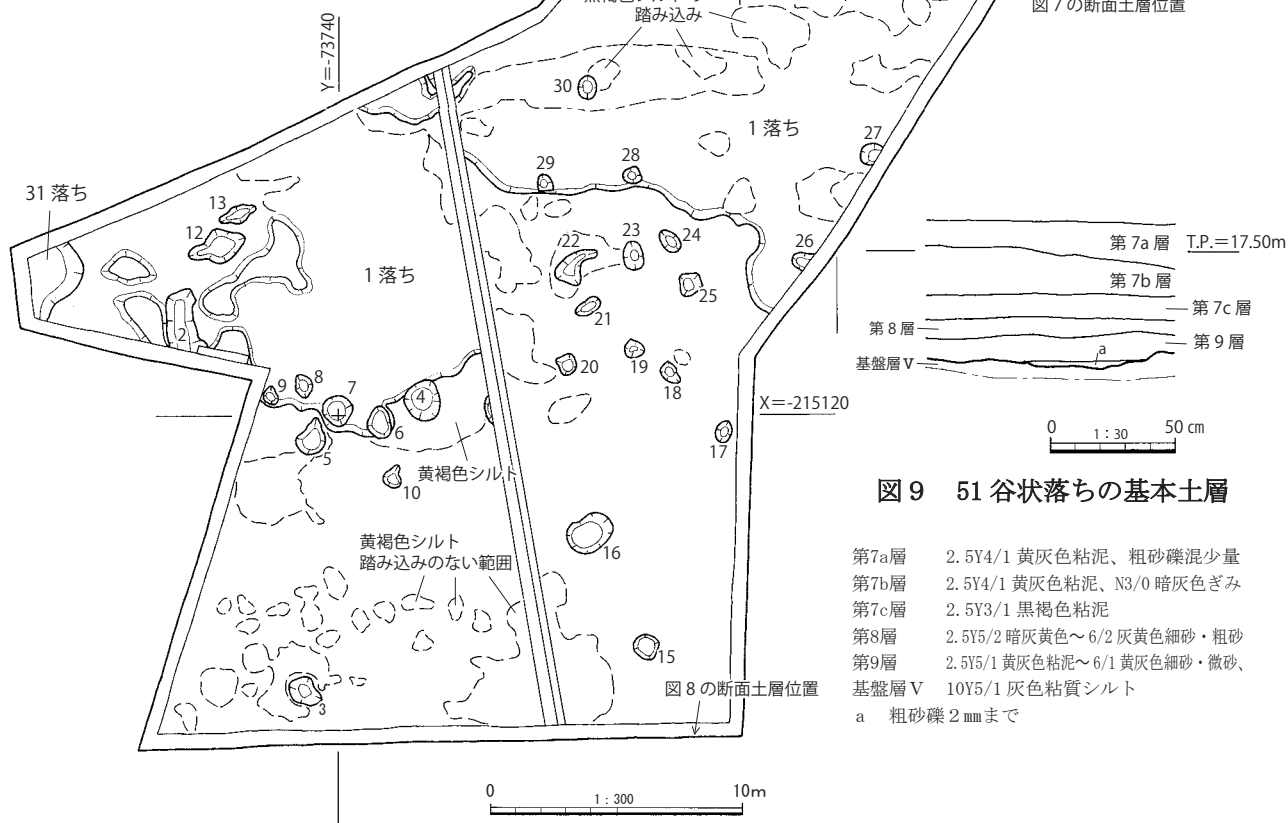 踏み込み
図7の断面土層位置
Y=-73740
30
1 落ち
27
29
28
31 落ち
13
12
23
24
22
26
第 7a 層
T.P.=17.50m
1 落ち
25
第 7b 層
21
第 7c 層
2
第 8 層
第 9 層
a
19
20
18
基盤層 V
9
8
7
4
X=-215120
6
17
0
1：30
50 cm
5
黄褐色シルト
10
図 9　51 谷状落ちの基本土層
16
黄褐色シルト
踏み込みのない範囲
第7a層　2.5Y4/1 黄灰色粘泥、粗砂礫混少量
第7b層　2.5Y4/1 黄灰色粘泥、N3/0 暗灰色ぎみ
第7c層　2.5Y3/1 黒褐色粘泥
第8層　2.5Y5/2 暗灰黄色～6/2 灰黄色細砂・粗砂
第9層　2.5Y5/1 黄灰色粘泥～6/1 黄灰色細砂・微砂、
基盤層Ⅴ　10Y5/1 灰色粘質シルト
a　粗砂礫２㎜まで
15
図 8 の断面土層位置
3
0
1：300
10m